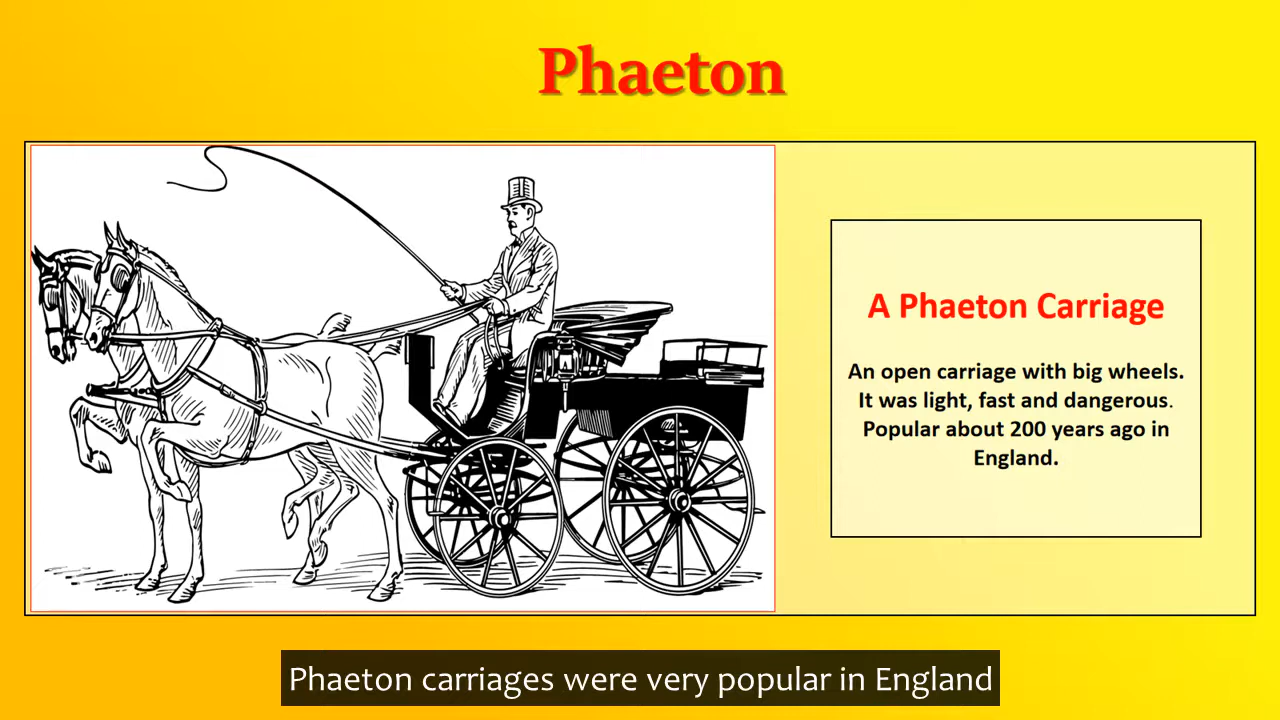 Phaeton
A Phaeton Carriage
An open carriage with big wheels.
It was light, fast and dangerous.
Popular about 200 years ago in
England.
Phaeton carriages were very popular in England